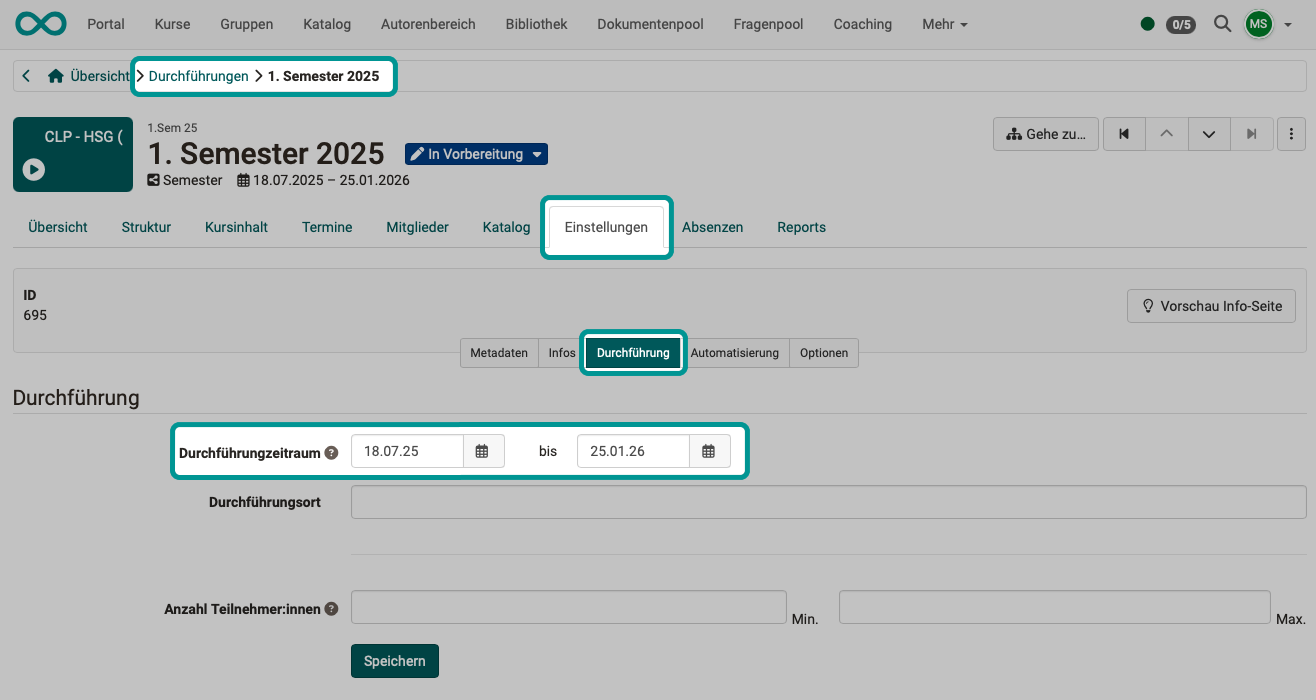 Portal Kurse Gruppen Katalog Autorenbereich Bibliothek Dokumentenpool Fragenpool Coaching Mehr 0/5 MS
Übersicht Durchführungen 1. Semester 2025
CLP - HSG (
1.Sem 25
1. Semester 2025 In Vorbereitung
Gehe zu...
Semester 18.07.2025 – 25.01.2026
Übersicht Struktur Kursinhalt Termine Mitglieder Katalog Einstellungen Absenzen Reports
ID
695
Vorschau Info-Seite
Metadaten Infos Durchführung Automatisierung Optionen
Durchführung
Durchführungzeitraum 18.07.25 bis 25.01.26
Durchführungsort
Anzahl Teilnehmer:innen Min. Max.
Speichern